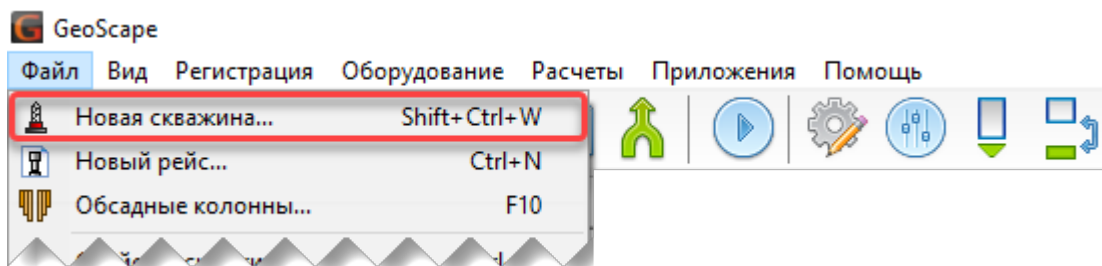 GeoScape
Файл Вид Регистрация Оборудование Расчеты Приложения Помощь
Новая скважина... Shift+Ctrl+W
Новый рейс... Ctrl+N
Обсадные колонны... F10